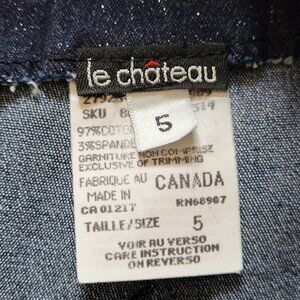 le château
5
SKU
97% COTO
3% SPANDE
GARNITURE NON COMPRISE
EXCLUSIVE OF TRIMMING
FABRIQUE AU CANADA
MADE IN
CA 01217 RN68907
TAILLE/SIZE 5
VOIR AU VERSO
CARE INSTRUCTION
ON REVERSO